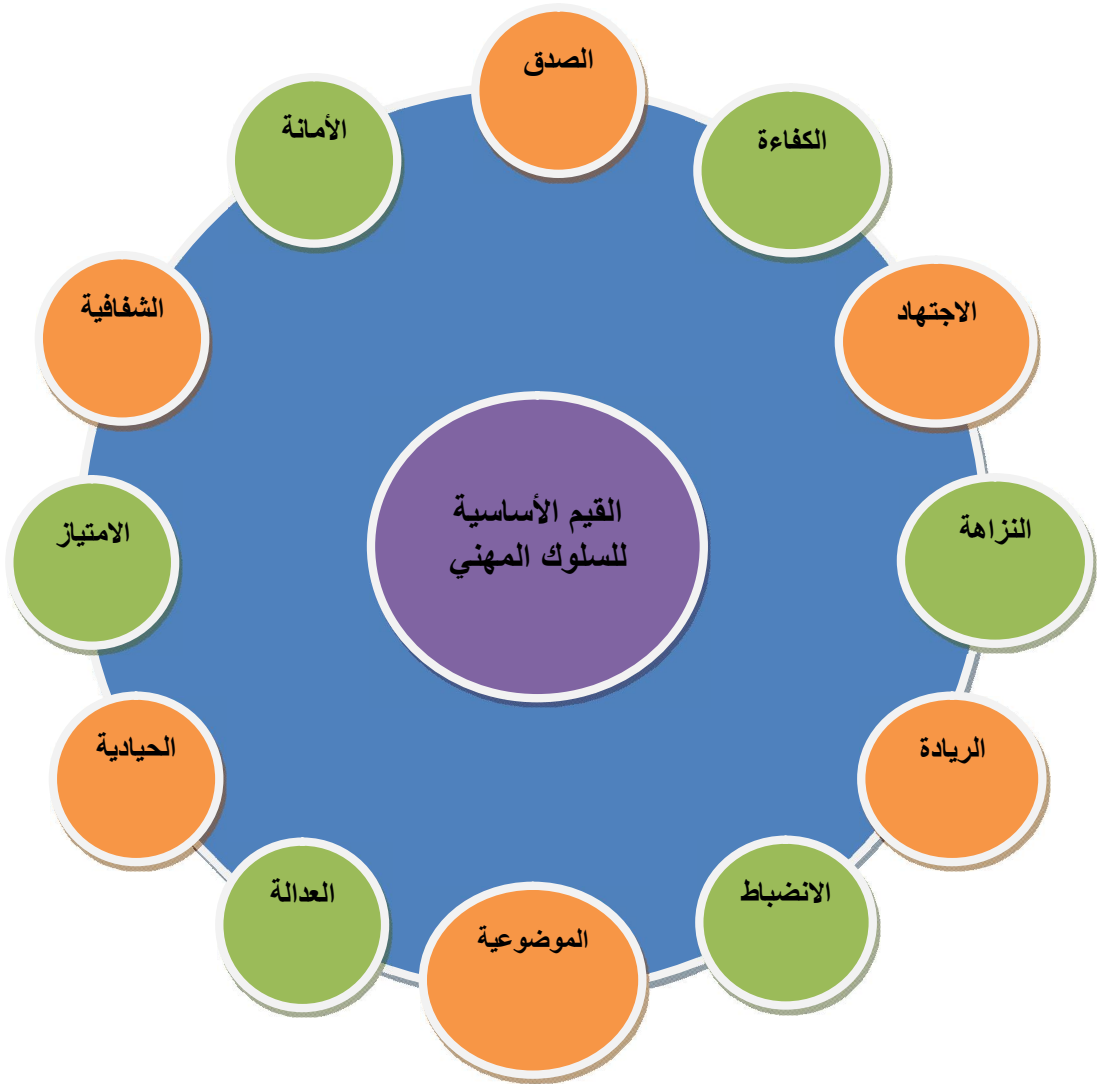 الصدق
الكفاءة
الأمانة
الاجتهاد
الشفافية
القيم الأساسية
للسلوك المهني
النزاهة
الامتياز
الريادة
الحيادية
الانضباط
العدالة
الموضوعية